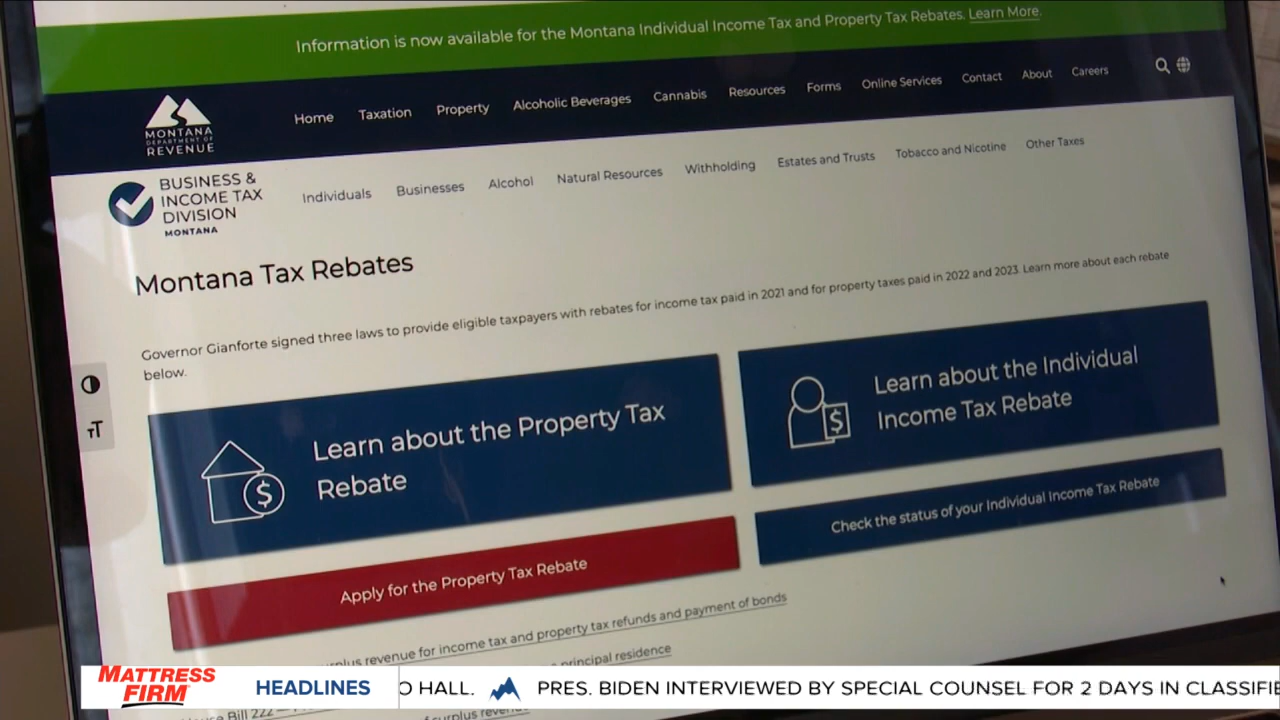 Information is now available for the Montana Individual Income Tax and Property Tax Rebates. Learn More.
MONTANA
DEPARTMENT OF
REVENUE
Home Taxation Property Alcoholic Beverages Cannabis Resources Forms Online Services Contact About Careers
BUSINESS &
INCOME TAX
DIVISION
MONTANA
Individuals Businesses Alcohol Natural Resources Withholding Estates and Trusts Tobacco and Nicotine Other Taxes
Montana Tax Rebates
Governor Gianforte signed three laws to provide eligible taxpayers with rebates for income tax paid in 2021 and for property taxes paid in 2022 and 2023. Learn more about each rebate
below.
Learn about the Property Tax
Rebate
Learn about the Individual
Income Tax Rebate
Apply for the Property Tax Rebate
Check the status of your Individual Income Tax Rebate
revenue for income tax and property tax refunds and payment of bonds
principal residence
Bill 222
of surplus
MATTRESS
FIRM
HEADLINES
O HALL. PRES. BIDEN INTERVIEWED BY SPECIAL COUNSEL FOR 2 DAYS IN CLASSIFIE